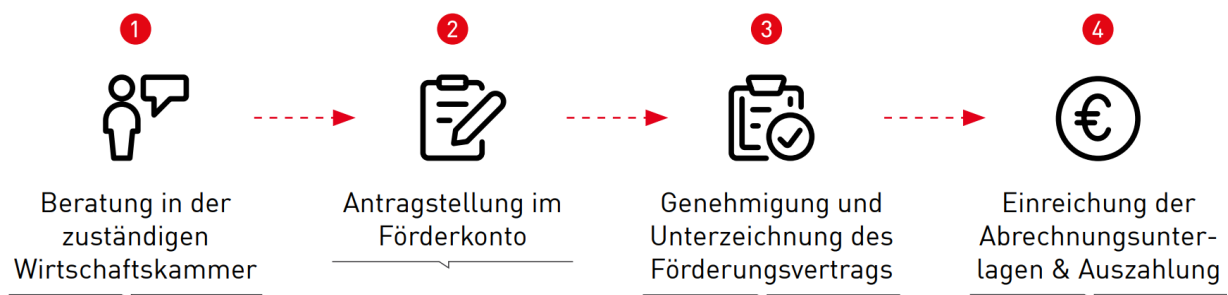 1
Beratung in der
zuständigen
Wirtschaftskammer
2
Antragstellung im
Förderkonto
3
Genehmigung und
Unterzeichnung des
Förderungsvertrags
4
€
Einreichung der
Abrechnungsunter-
lagen & Auszahlung